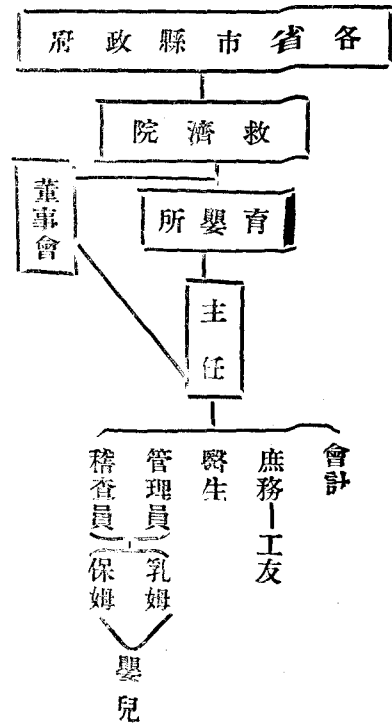 各省市縣政府
救濟院
董事會
育嬰所
主任
會計
庶務
工友
醫生
管理員
乳姆
稽查員
保姆
嬰兒